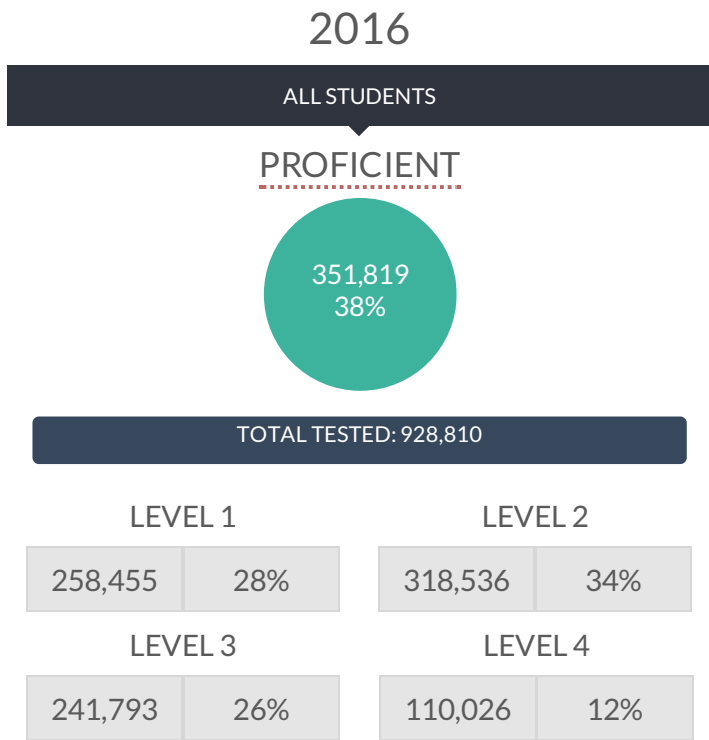 2016
ALL STUDENTS
PROFICIENT
351,819
38%
TOTAL TESTED: 928,810
LEVEL 1
258,455 28%
LEVEL 2
318,536 34%
LEVEL 3
241,793 26%
LEVEL 4
110,026 12%